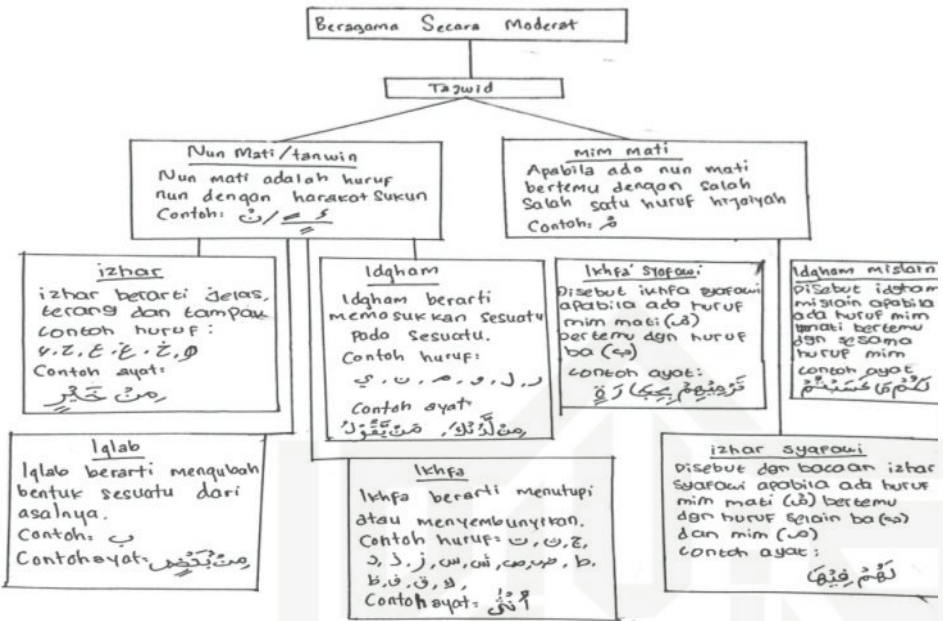 Beragama Secara Moderat
Tajwid
Nun Mati/tanwin
Nun mati adalah huruf
nun dengan harakat sukun
Contoh: نْ / ـًـ ـٍـ ـٌـ
mim mati
Apabila ada nun mati
bertemu dengan salah
salah satu huruf hijaiyah
Contoh: مْ
izhar
izhar berarti jelas,
terang dan tampak
contoh huruf:
Contoh ayat:
مِنْ خَيْرٍ
Idgham
Idgham berarti
memasukkan sesuatu
pada sesuatu.
Contoh huruf:
ر, ل, و, م, ن, ي
Contoh ayat:
مِنْ لَّدُنْكَ, مَنْ يَّقُوْلُ
Ikhfa' syafawi
Disebut ikhfa syafawi
apabila ada huruf
mim mati (مْ)
bertemu dgn huruf
ba (ب)
contoh ayat:
تَرْمِيْهِمْ بِحِجَارَةٍ
Idgham mislain
Disebut idgham
mislain apabila
ada huruf mim
mati bertemu
dgn sesama
huruf mim
contoh ayat
لَكُمْ مَا كَسَبْتُمْ
Iqlab
Iqlab berarti mengubah
bentuk sesuatu dari
asalnya.
Contoh: ب
Contoh ayat:
Ikhfa
Ikhfa berarti menutupi
atau menyembunyikan.
Contoh huruf:
ط, ض, ص, ش, س, ز, ذ, د
ك, ق, ف, ظ
Contoh ayat: اُنْثٰى
izhar syafawi
Disebut dan bacaan izhar
syafawi apabila ada huruf
mim mati (مْ) bertemu
dgn huruf selain ba (ب)
dan mim (م)
contoh ayat:
لَهُمْ فِيْهَا